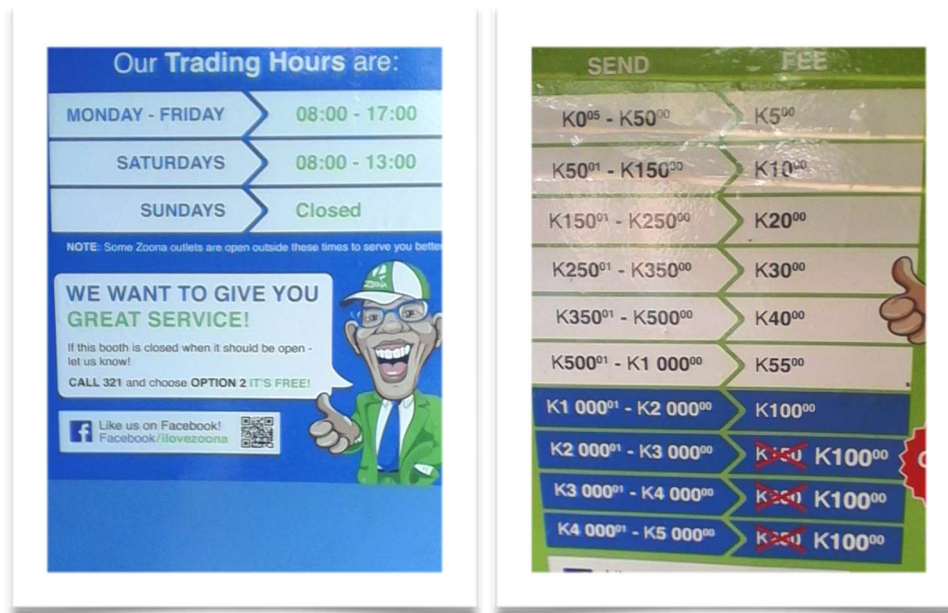 Our Trading Hours are:
MONDAY - FRIDAY 08:00 - 17:00
SATURDAYS 08:00 - 13:00
SUNDAYS Closed
NOTE: Some Zoona outlets are open outside these times to serve you better
WE WANT TO GIVE YOU
GREAT SERVICE!
If this booth is closed when it should be open -
let us know!
CALL 321 and choose OPTION 2 IT'S FREE!
Like us on Facebook!
Facebook/ilovezoona
ZOONA
SEND FEE
K0⁰⁵ - K50⁰⁰ K5⁰⁰
K50⁰¹ - K150⁰⁰ K10⁰⁰
K150⁰¹ - K250⁰⁰ K20⁰⁰
K250⁰¹ - K350⁰⁰ K30⁰⁰
K350⁰¹ - K500⁰⁰ K40⁰⁰
K500⁰¹ - K1 000⁰⁰ K55⁰⁰
K1 000⁰¹ - K2 000⁰⁰ K100⁰⁰
K2 000⁰¹ - K3 000⁰⁰ K100⁰⁰
K3 000⁰¹ - K4 000⁰⁰ K100⁰⁰
K4 000⁰¹ - K5 000⁰⁰ K100⁰⁰